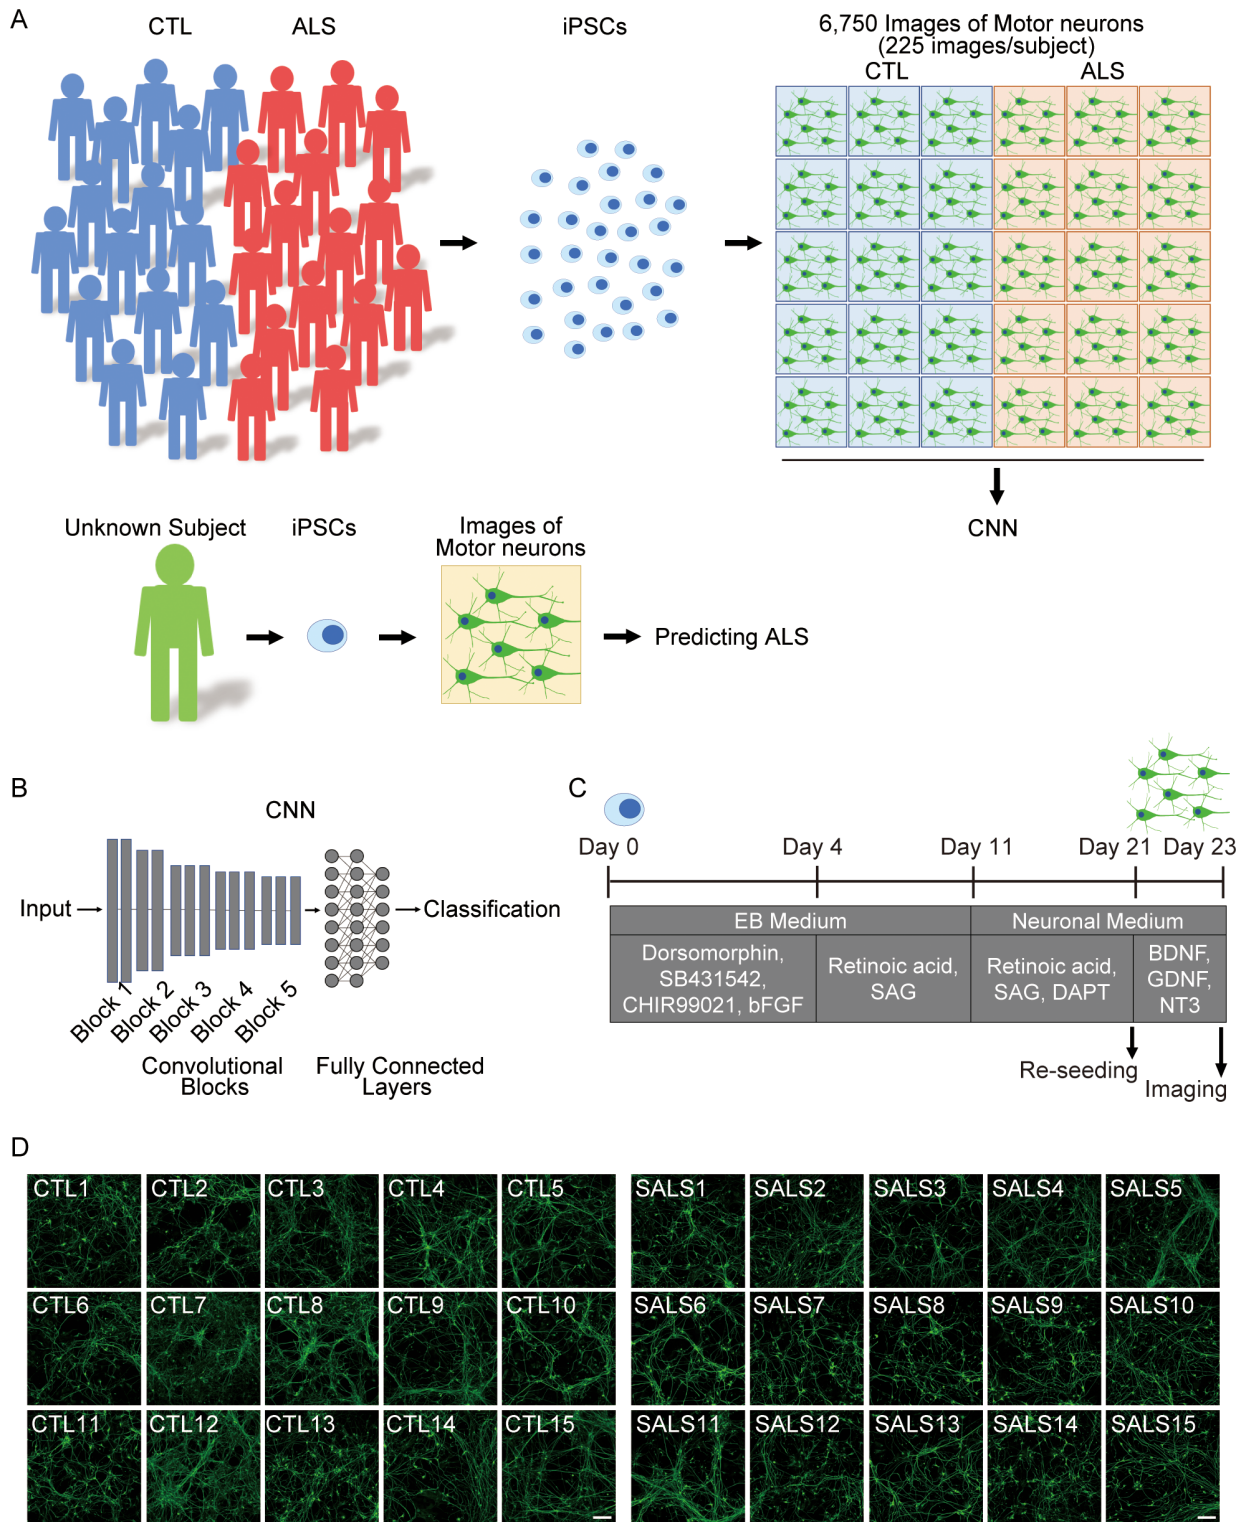 A
CTL
ALS
iPSCs
6,750 Images of Motor neurons
(225 images/subject)
CTL
ALS
CNN
Unknown Subject
iPSCs
Images of
Motor neurons
Predicting ALS
B
CNN
Input
Classification
Block 1
Block 2
Block 3
Block 4
Block 5
Convolutional
Blocks
Fully Connected
Layers
C
Day 0
Day 4
Day 11
Day 21
Day 23
EB Medium
Neuronal Medium
Dorsomorphin,
SB431542,
CHIR99021, bFGF
Retinoic acid,
SAG
Retinoic acid,
SAG, DAPT
BDNF,
GDNF,
NT3
Re-seeding
Imaging
D
CTL1 CTL2 CTL3 CTL4 CTL5 SALS1 SALS2 SALS3 SALS4 SALS5
CTL6 CTL7 CTL8 CTL9 CTL10 SALS6 SALS7 SALS8 SALS9 SALS10
CTL11 CTL12 CTL13 CTL14 CTL15 SALS11 SALS12 SALS13 SALS14 SALS15